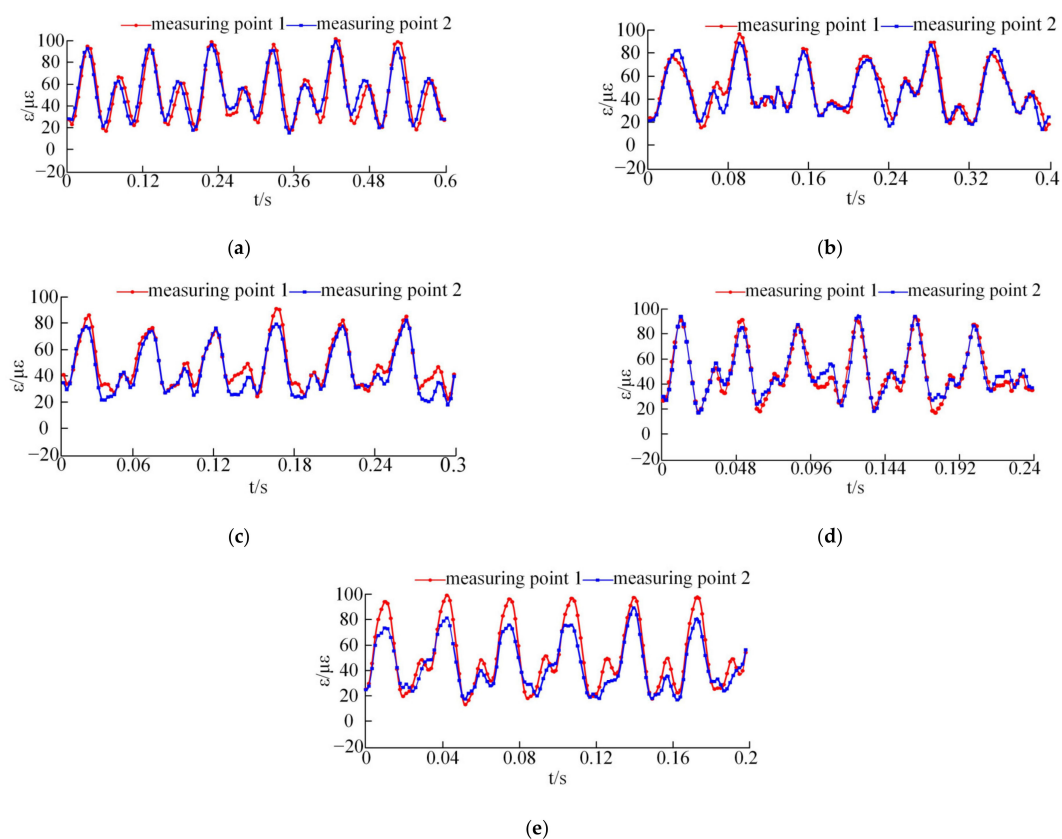 measuring point 1 measuring point 2
100
80
60
40
20
0
−20
ε/με
0 0.12 0.24 0.36 0.48 0.6
t/s
(a)
measuring point 1 measuring point 2
100
80
60
40
20
0
−20
ε/με
0 0.08 0.16 0.24 0.32 0.4
t/s
(b)
measuring point 1 measuring point 2
100
80
60
40
20
0
−20
ε/με
0 0.06 0.12 0.18 0.24 0.3
t/s
(c)
measuring point 1 measuring point 2
100
80
60
40
20
0
−20
ε/με
0 0.048 0.096 0.144 0.192 0.24
t/s
(d)
measuring point 1 measuring point 2
100
80
60
40
20
0
−20
ε/με
0 0.04 0.08 0.12 0.16 0.2
t/s
(e)